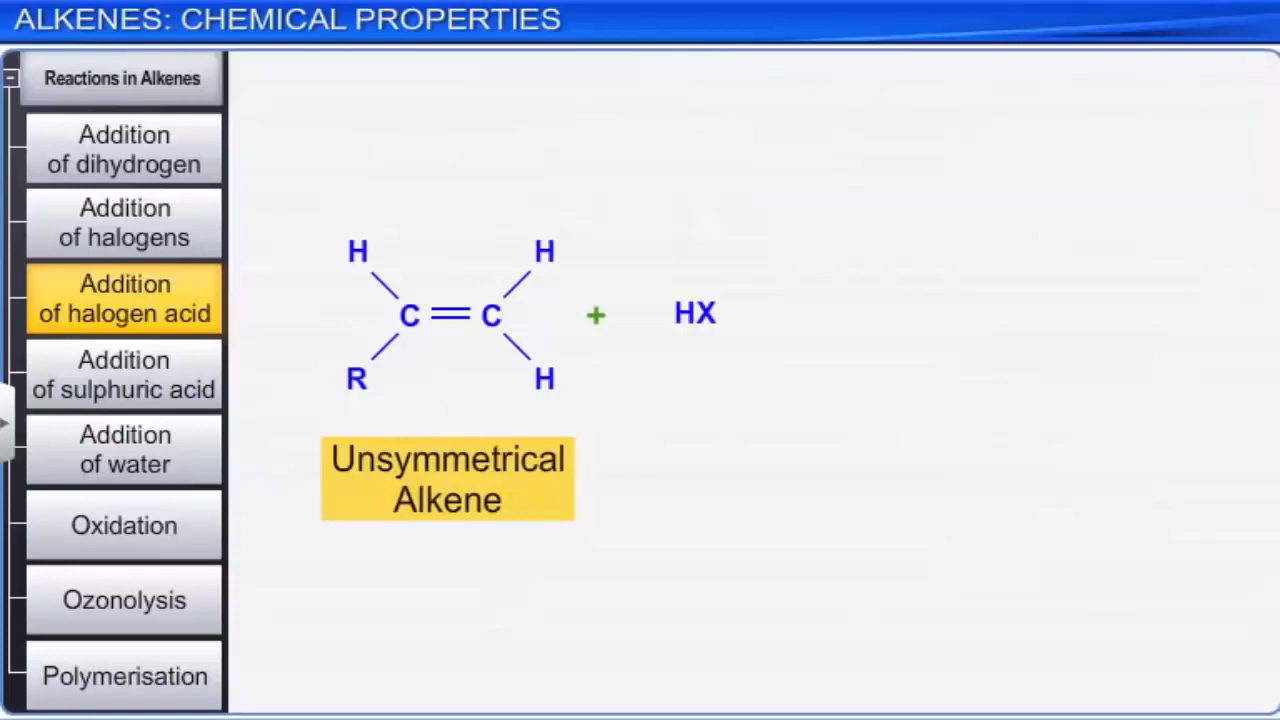 ALKENES: CHEMICAL PROPERTIES
Reactions in Alkenes
Addition
of dihydrogen
Addition
of halogens
Addition
of halogen acid
Addition
of sulphuric acid
Addition
of water
Oxidation
Ozonolysis
Polymerisation
H H
C C + HX
R H
Unsymmetrical
Alkene